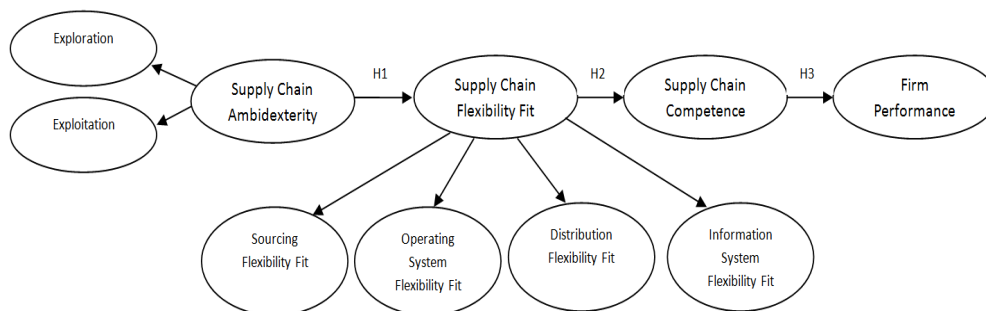 Exploration
Exploitation
Supply Chain
Ambidexterity
H1
Supply Chain
Flexibility Fit
H2
Supply Chain
Competence
H3
Firm
Performance
Sourcing
Flexibility Fit
Operating
System
Flexibility Fit
Distribution
Flexibility Fit
Information
System
Flexibility Fit